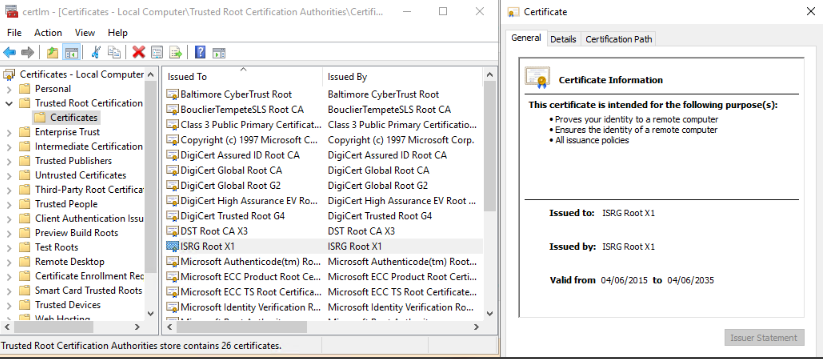 certlm - [Certificates - Local Computer\Trusted Root Certification Authorities\Certifi...
File Action View Help
Certificates - Local Computer
Personal
Trusted Root Certification
Certificates
Enterprise Trust
Intermediate Certification
Trusted Publishers
Untrusted Certificates
Third-Party Root Certifica
Trusted People
Client Authentication Issu
Preview Build Roots
Test Roots
Remote Desktop
Certificate Enrollment Rec
Smart Card Trusted Roots
Trusted Devices
Web Hosting
Issued To Issued By
Baltimore CyberTrust Root Baltimore CyberTrust Root
BouclierTempeteSLS Root CA BouclierTempeteSLS Root CA
Class 3 Public Primary Certificat... Class 3 Public Primary Certificatio...
Copyright (c) 1997 Microsoft C... Copyright (c) 1997 Microsoft Corp.
DigiCert Assured ID Root CA DigiCert Assured ID Root CA
DigiCert Global Root CA DigiCert Global Root CA
DigiCert Global Root G2 DigiCert Global Root G2
DigiCert High Assurance EV Ro... DigiCert High Assurance EV Root ...
DigiCert Trusted Root G4 DigiCert Trusted Root G4
DST Root CA X3 DST Root CA X3
ISRG Root X1 ISRG Root X1
Microsoft Authenticode(tm) Ro... Microsoft Authenticode(tm) Root...
Microsoft ECC Product Root Ce... Microsoft ECC Product Root Certi...
Microsoft ECC TS Root Certifica... Microsoft ECC TS Root Certificate...
Microsoft Identity Verification ... Microsoft Identity Verification Ro...
Trusted Root Certification Authorities store contains 26 certificates.
Certificate
General Details Certification Path
Certificate Information
This certificate is intended for the following purpose(s):
• Proves your identity to a remote computer
• Ensures the identity of a remote computer
• All issuance policies
Issued to: ISRG Root X1
Issued by: ISRG Root X1
Valid from 04/06/2015 to 04/06/2035
Issuer Statement